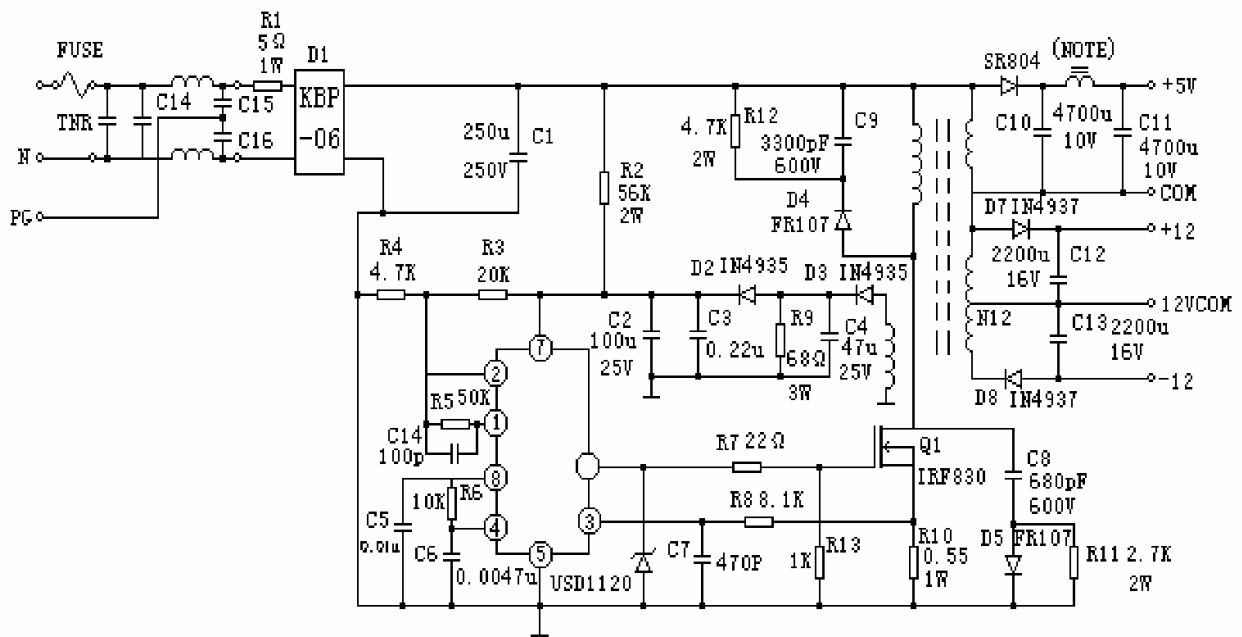 FUSE
R1
5Ω
1W
D1
KBP
-06
TNR
C14
C15
C16
N
PG
250u
250V
C1
R2
56K
2W
4.7K
2W
R12
C9
3300pF
600V
D4
FR107
SR804
(NOTE)
+5V
C10
4700u
10V
C11
4700u
10V
COM
D7 IN4937
+12
2200u
16V
C12
12VCOM
N12
C13
2200u
16V
-12
D8
IN4937
R4
4.7K
R3
20K
D2 IN4935
D3 IN4935
C2
100u
25V
C3
0.22u
R9
68Ω
3W
C4
47u
25V
7
2
R5 50K
1
C14
100p
8
R6
10K
4
C5
0.01u
C6
0.0047u
5
3
USD1120
R7 22Ω
R8 8.1K
C7
470P
R13
1K
Q1
IRF830
R10
0.55
1W
C8
680pF
600V
D5
FR107
R11 2.7K
2W